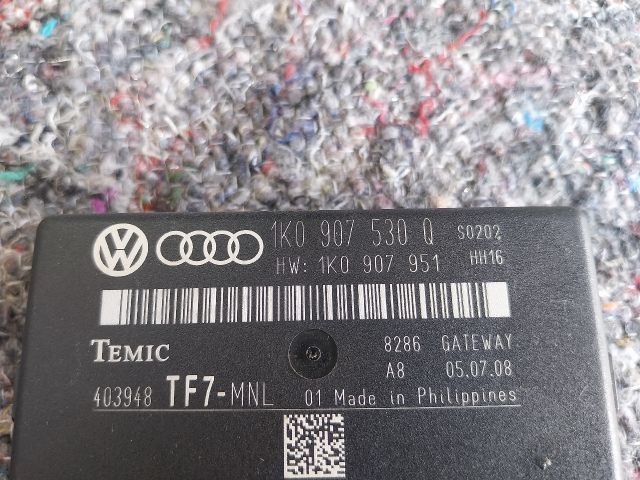 1K0 907 530 Q S0202
HW: 1K0 907 951 HH16
TEMIC 8286 GATEWAY
A8 05.07.08
403948 TF7-MNL 01 Made in Philippines